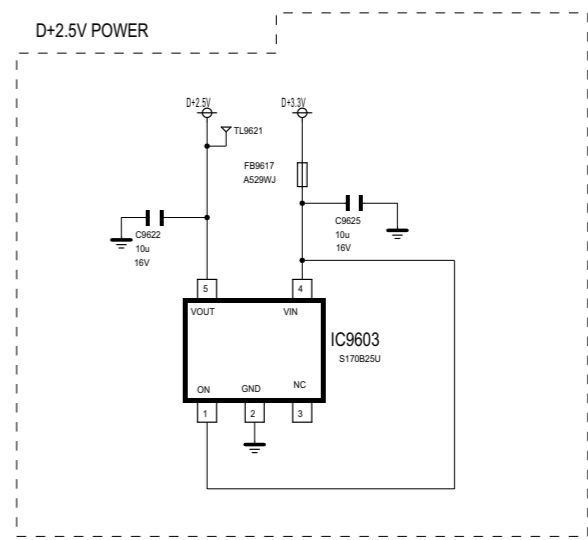 D+2.5V POWER
D+2.5V
D+3.3V
TL9621
FB9617
A529WJ
C9622
10u
16V
C9625
10u
16V
5
4
VOUT
VIN
IC9603
S170B25U
ON
GND
NC
1
2
3